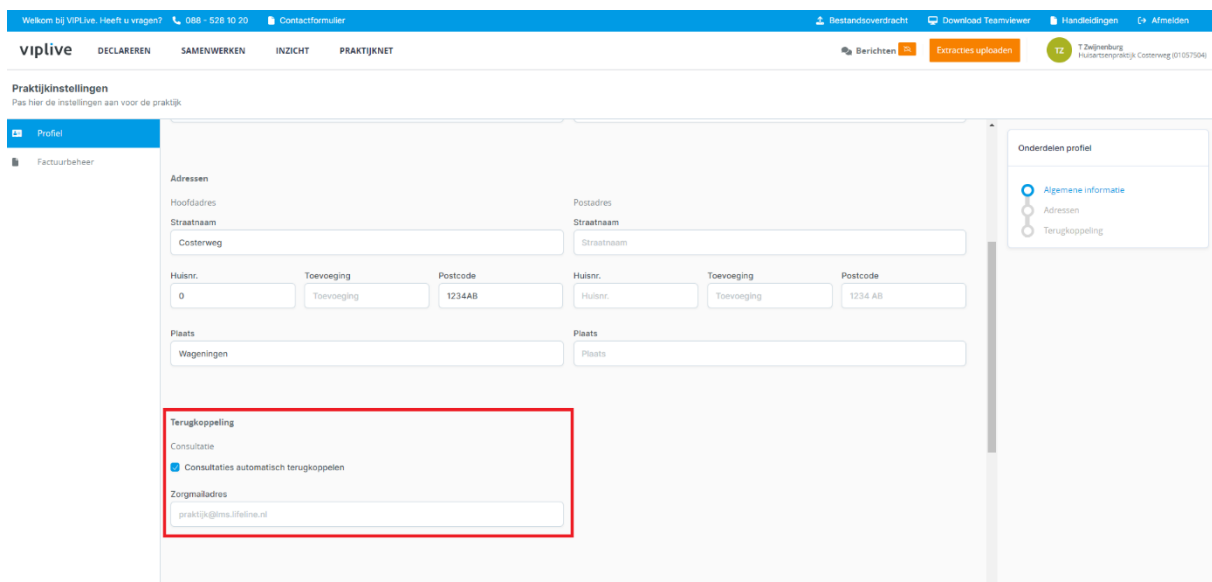 Welkom bij VIPLive. Heeft u vragen? 088 - 528 10 20 Contactformulier Bestandsoverdracht Download Teamviewer Handleidingen Afmelden
viplive DECLAREREN SAMENWERKEN INZICHT PRAKTIJKNET Berichten Extracties uploaden TZ T Zwijnenburg
Huisartsenpraktijk Costerweg (01057504)
Praktijkinstellingen
Pas hier de instellingen aan voor de praktijk
Profiel
Factuurbeheer
Adressen
Hoofdadres Postadres
Straatnaam Straatnaam
Costerweg Straatnaam
Huisnr. Toevoeging Postcode Huisnr. Toevoeging Postcode
0 Toevoeging 1234AB Huisnr. Toevoeging 1234 AB
Plaats Plaats
Wageningen Plaats
Terugkoppeling
Consultatie
Consultaties automatisch terugkoppelen
Zorgmailadres
praktijk@lms.lifeline.nl
Onderdelen profiel
Algemene informatie
Adressen
Terugkoppeling